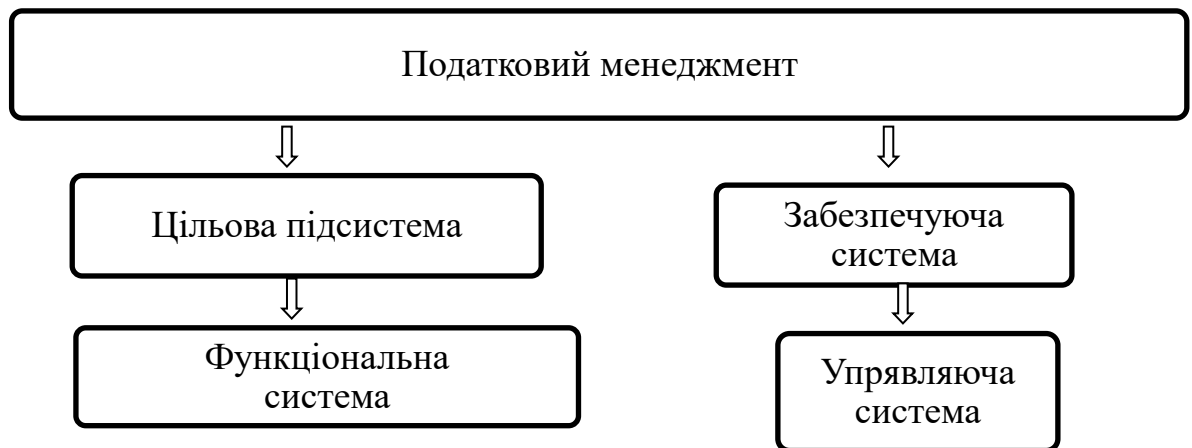 Податковий менеджмент
Цільова підсистема
Забезпечуюча
система
Функціональна
система
Упрявляюча
система